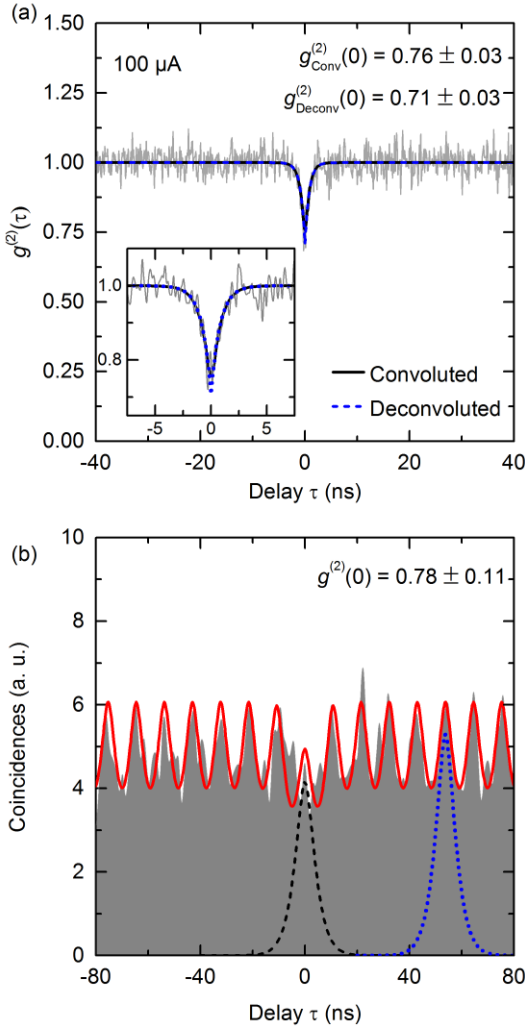 (a)
1.50
1.25
1.00
0.75
0.50
0.25
0.00
g^(2)(τ)
100 μA
g^(2)_Conv(0) = 0.76 ± 0.03
g^(2)_Deconv(0) = 0.71 ± 0.03
1.0
0.8
-5 0 5
Convoluted
Deconvoluted
-40 -20 0 20 40
Delay τ (ns)
(b)
10
8
6
4
2
0
Coincidences (a. u.)
g^(2)(0) = 0.78 ± 0.11
-80 -40 0 40 80
Delay τ (ns)